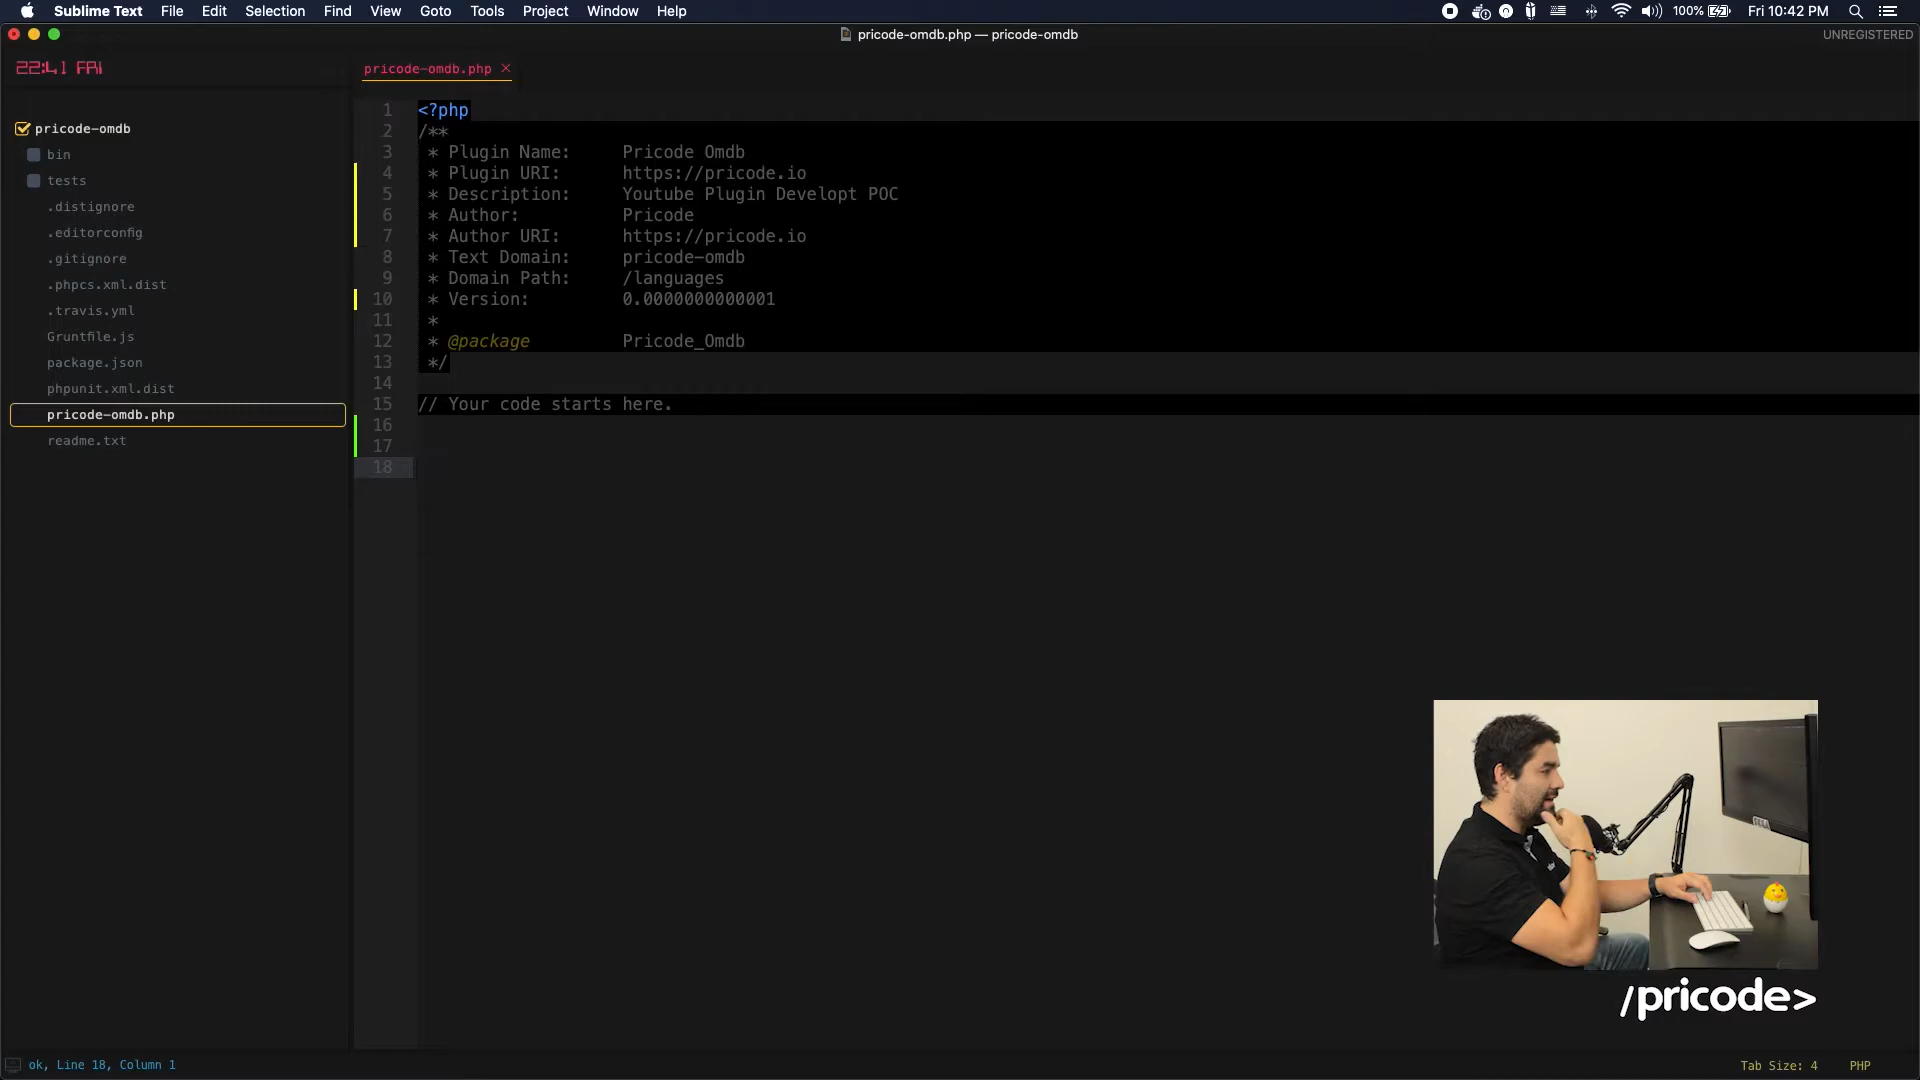 Sublime Text File Edit Selection Find View Goto Tools Project Window Help 100% Fri 10:42 PM
pricode-omdb.php — pricode-omdb UNREGISTERED
22:41 FRI
pricode-omdb.php ×
pricode-omdb
bin
tests
.distignore
.editorconfig
.gitignore
.phpcs.xml.dist
.travis.yml
Gruntfile.js
package.json
phpunit.xml.dist
pricode-omdb.php
readme.txt
1 <?php
2 /**
3 * Plugin Name: Pricode Omdb
4 * Plugin URI: https://pricode.io
5 * Description: Youtube Plugin Developt POC
6 * Author: Pricode
7 * Author URI: https://pricode.io
8 * Text Domain: pricode-omdb
9 * Domain Path: /languages
10 * Version: 0.0000000000001
11 *
12 * @package Pricode_Omdb
13 */
14
15 // Your code starts here.
16
17
18
/pricode>
ok, Line 18, Column 1 Tab Size: 4 PHP